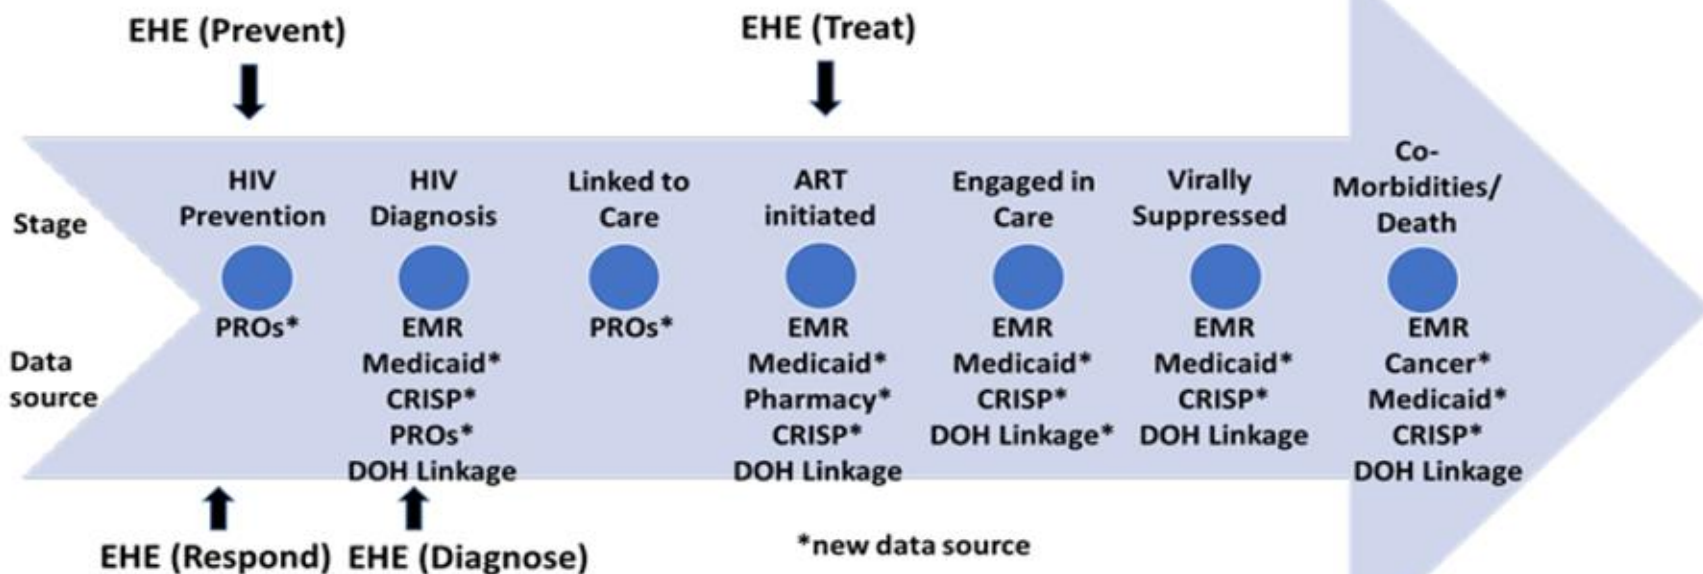 EHE (Prevent)
EHE (Treat)
Stage
HIV
Prevention
HIV
Diagnosis
Linked to
Care
ART
initiated
Engaged in
Care
Virally
Suppressed
Co-
Morbidities/
Death
Data
source
PROs*
EMR
Medicaid*
CRISP*
PROs*
DOH Linkage
PROs*
EMR
Medicaid*
Pharmacy*
CRISP*
DOH Linkage
EMR
Medicaid*
CRISP*
DOH Linkage*
EMR
Medicaid*
CRISP*
DOH Linkage
EMR
Cancer*
Medicaid*
CRISP*
DOH Linkage
EHE (Respond)
EHE (Diagnose)
*new data source